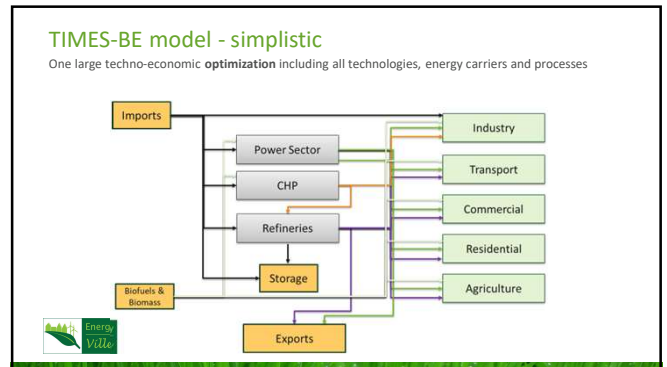 TIMES-BE model - simplistic
One large techno-economic optimization including all technologies, energy carriers and processes
Imports
Industry
Power Sector
Transport
CHP
Commercial
Refineries
Residential
Storage
Biofuels &
Biomass
Agriculture
Energy
Ville
Exports